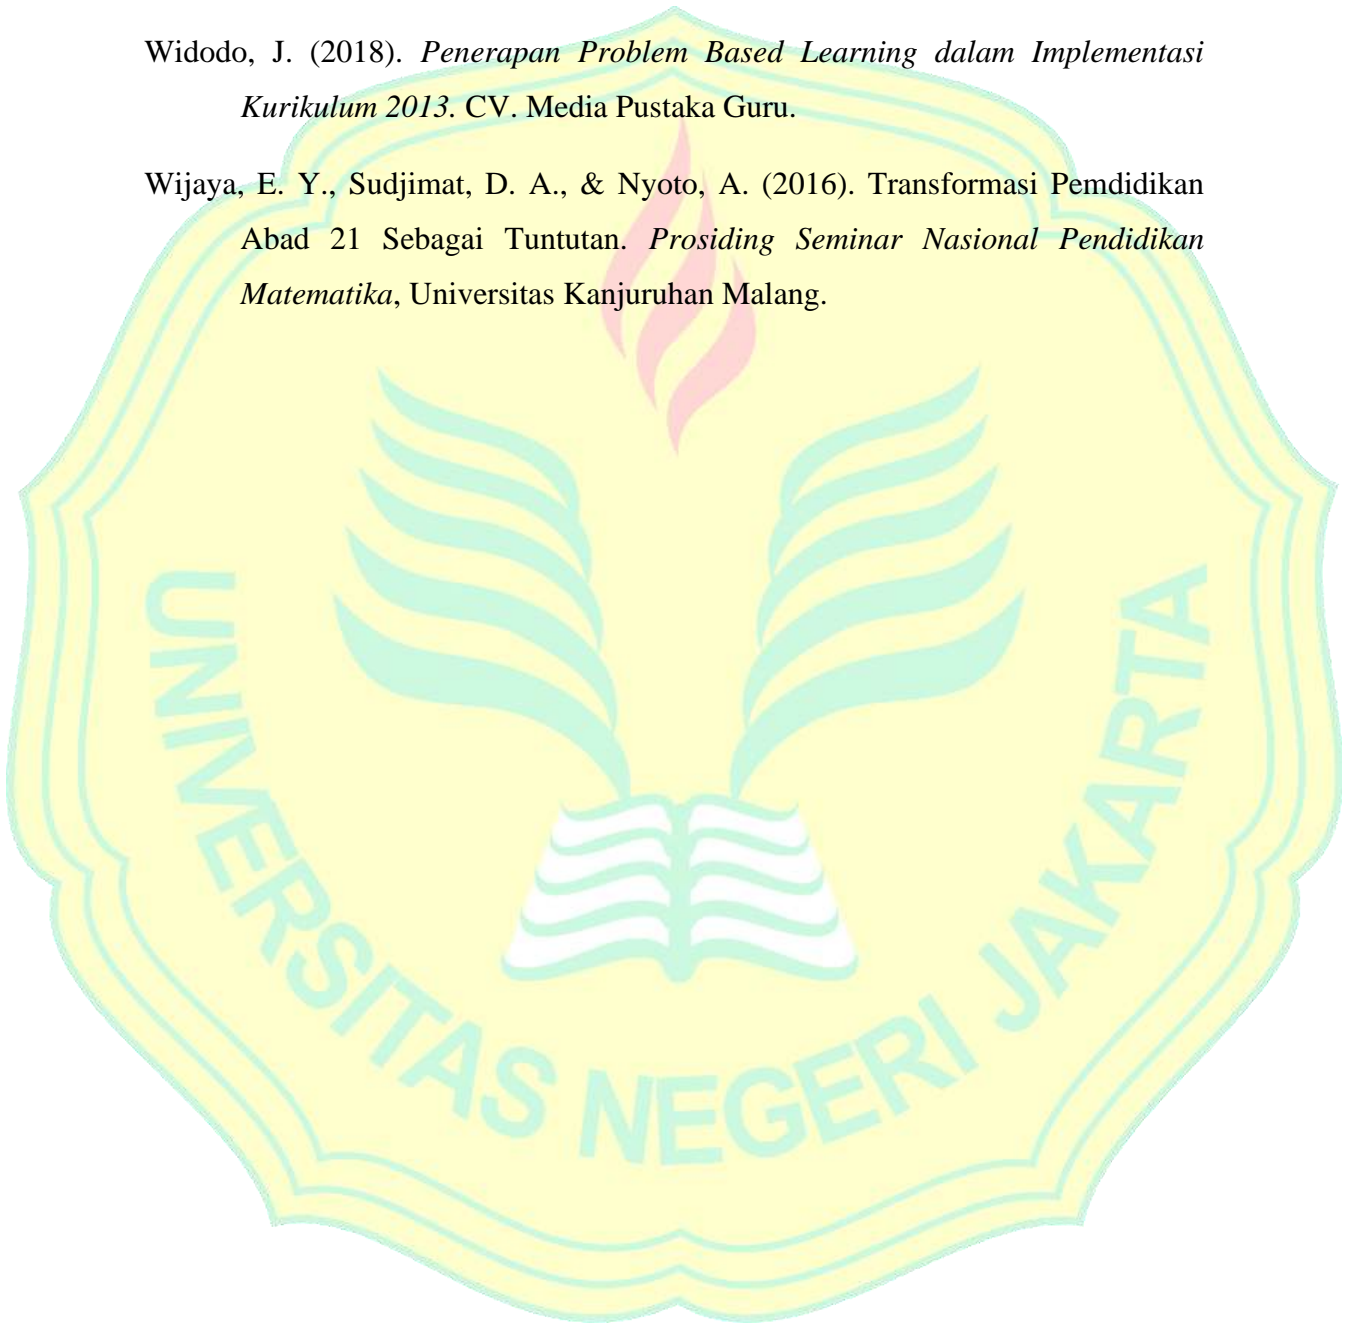 Widodo, J. (2018). Penerapan Problem Based Learning dalam Implementasi
Kurikulum 2013. CV. Media Pustaka Guru.
Wijaya, E. Y., Sudjimat, D. A., & Nyoto, A. (2016). Transformasi Pemdidikan
Abad 21 Sebagai Tuntutan. Prosiding Seminar Nasional Pendidikan
Matematika, Universitas Kanjuruhan Malang.
UNIVERSITAS NEGERI JAKARTA